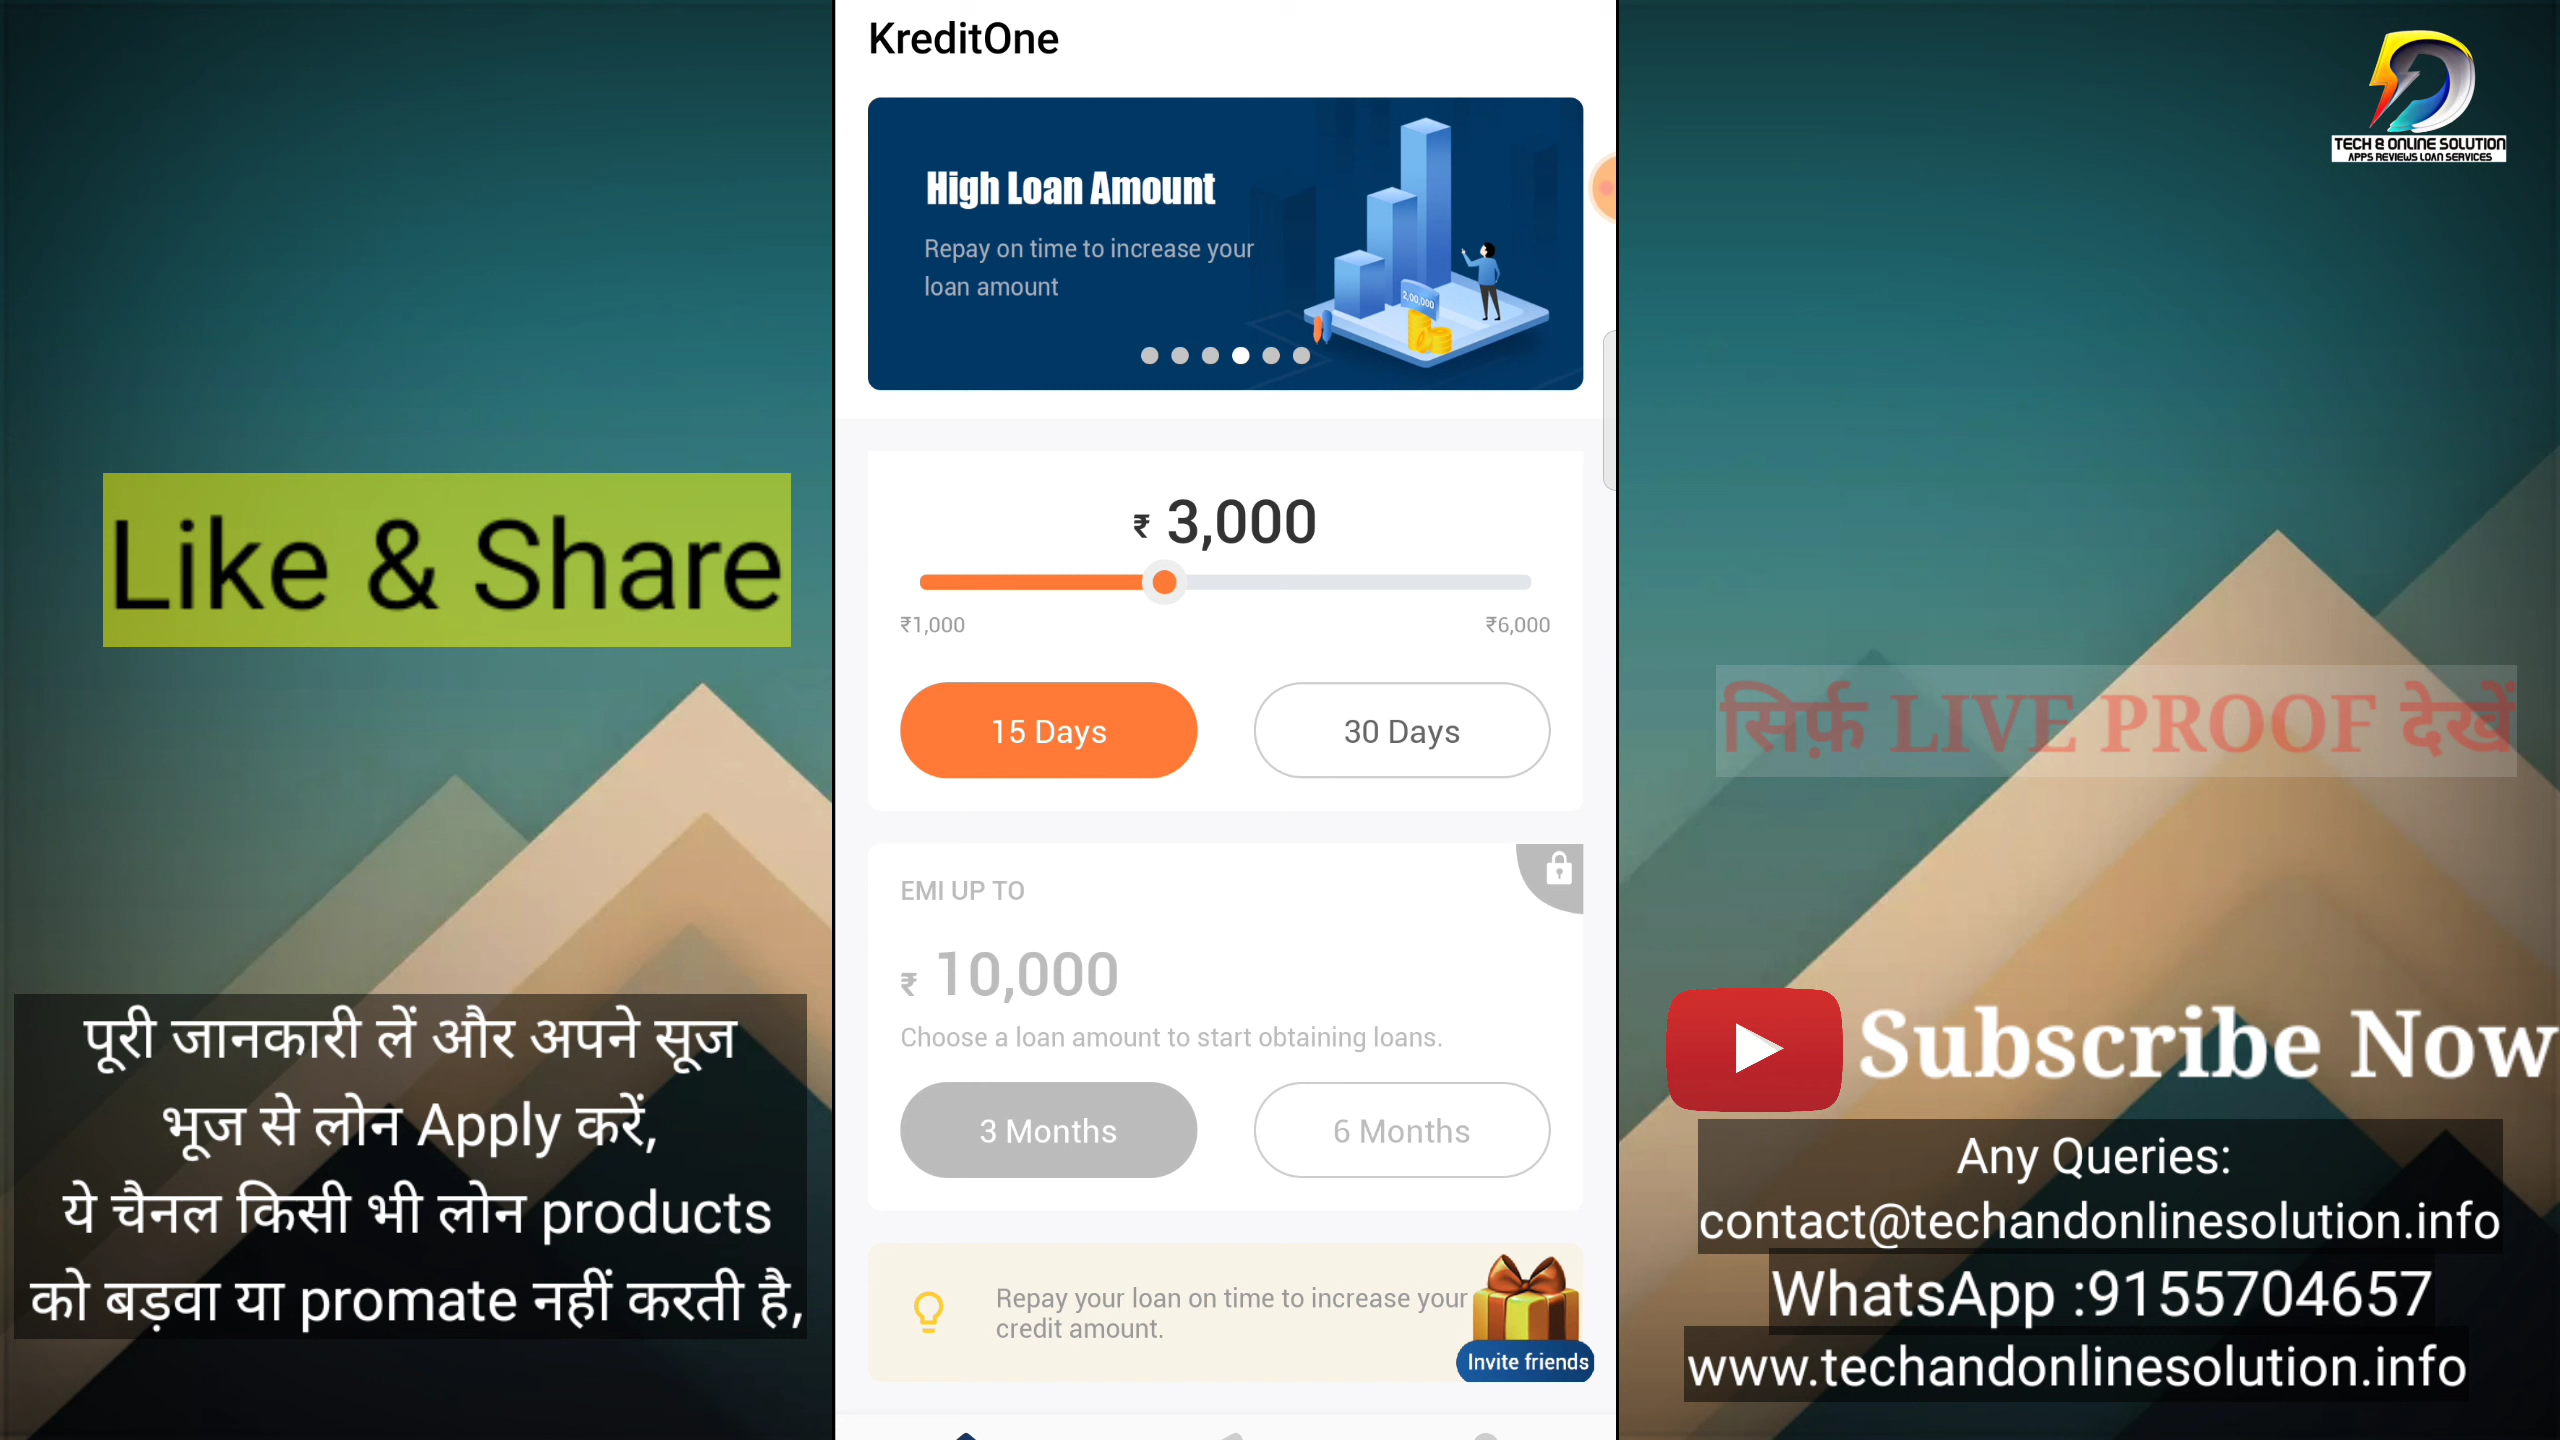 KreditOne
High Loan Amount
Repay on time to increase your
loan amount
2,00,000
₹ 3,000
₹1,000
₹6,000
15 Days
30 Days
EMI UP TO
₹ 10,000
Choose a loan amount to start obtaining loans.
3 Months
6 Months
Repay your loan on time to increase your
credit amount.
Invite friends
Like & Share
पूरी जानकारी लें और अपने सूज
भूज से लोन Apply करें,
ये चैनल किसी भी लोन products
को बड़वा या promate नहीं करती है,
TECH & ONLINE SOLUTION
APPS REVIEWS LOAN SERVICES
सिर्फ़ LIVE PROOF देखें
Subscribe Now
Any Queries:
contact@techandonlinesolution.info
WhatsApp :9155704657
www.techandonlinesolution.info